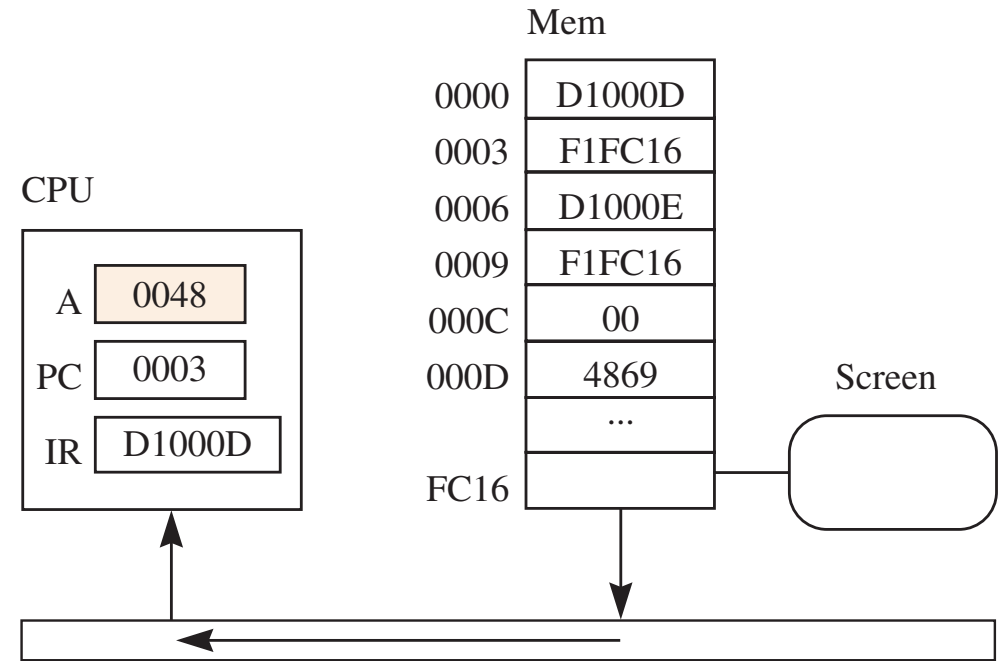 Mem
0000 D1000D
0003 F1FC16
0006 D1000E
0009 F1FC16
000C 00
000D 4869
...
FC16
CPU
A 0048
PC 0003
IR D1000D
Screen